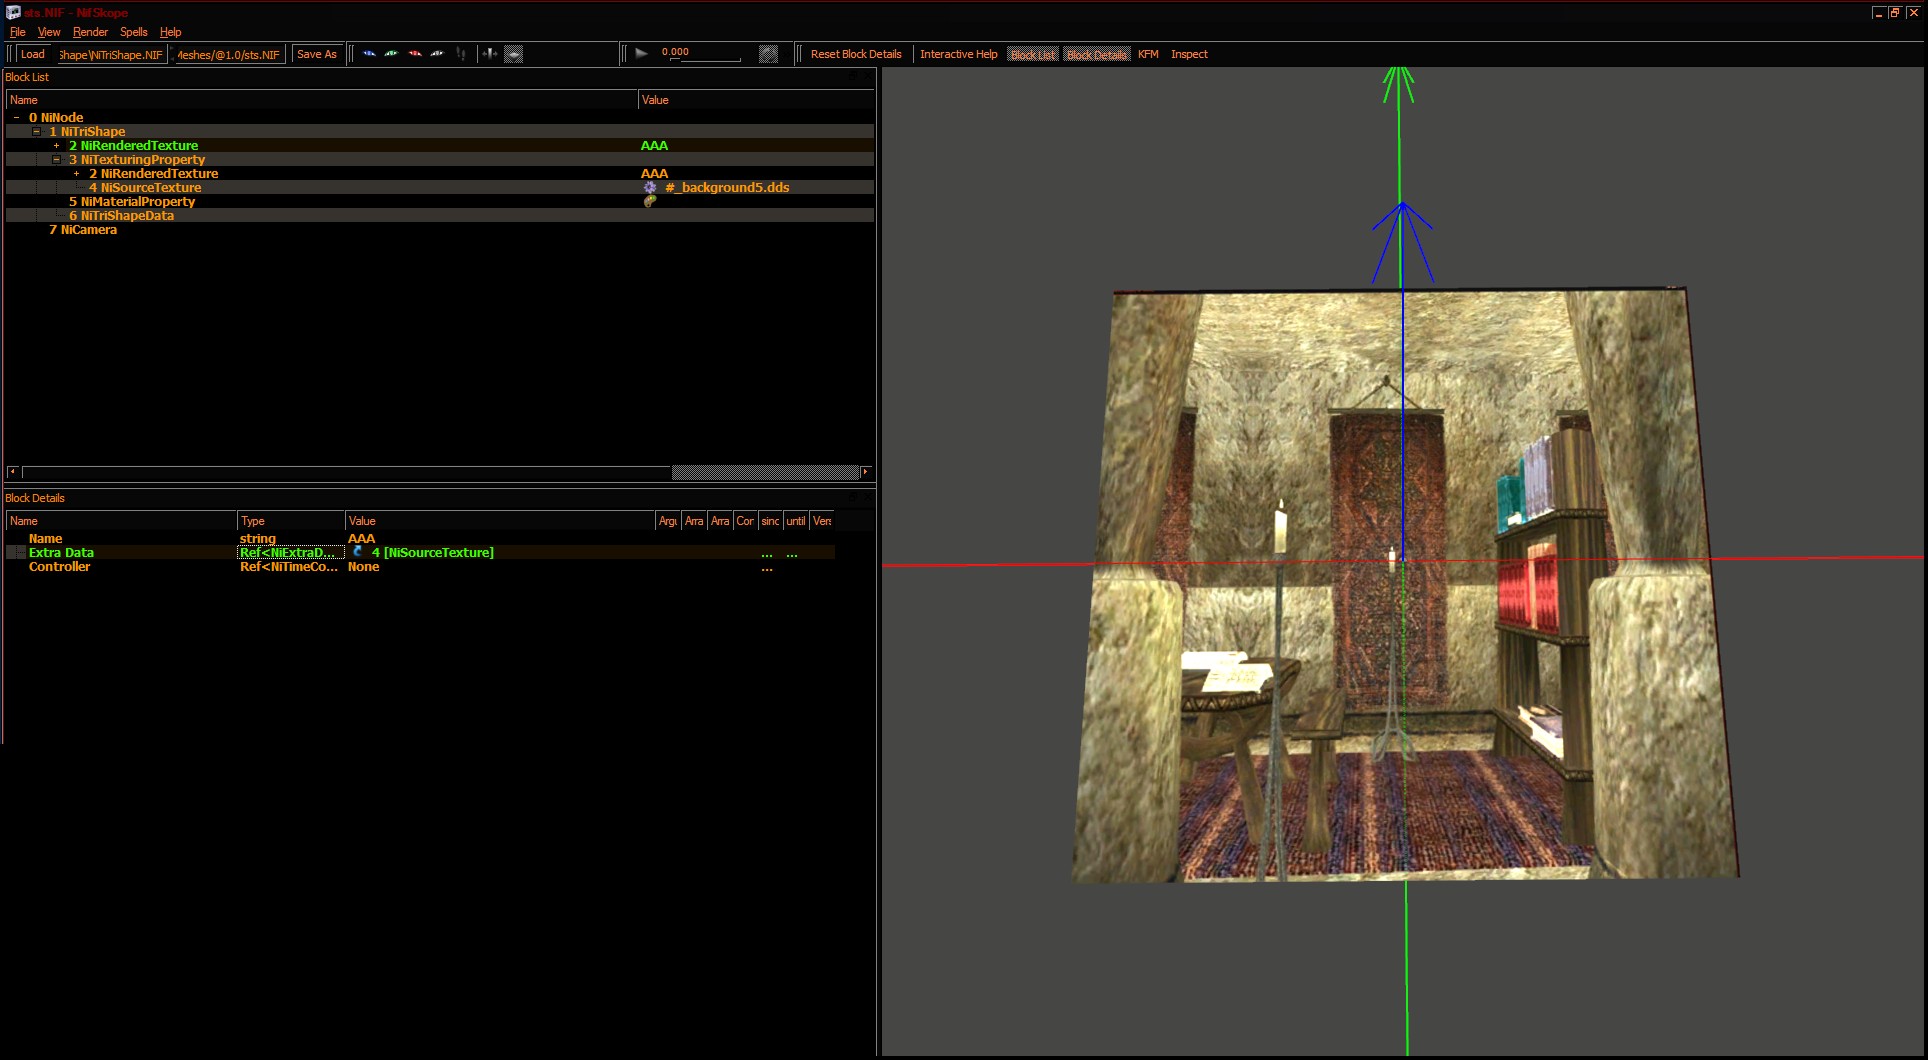 sts.NIF - NifSkope
File View Render Spells Help
Load Shape\NiTriShape.NIF Meshes/@1.0/sts.NIF Save As 0.000 Reset Block Details Interactive Help Block List Block Details KFM Inspect
Block List
Name Value
0 NiNode
1 NiTriShape
2 NiRenderedTexture AAA
3 NiTexturingProperty
2 NiRenderedTexture AAA
4 NiSourceTexture #_background5.dds
5 NiMaterialProperty
6 NiTriShapeData
7 NiCamera
Block Details
Name Type Value Argu Arra Arra Cor sinc until Vers
Name string AAA
Extra Data Ref<NiExtraD... 4 [NiSourceTexture] ... ...
Controller Ref<NiTimeCo... None ...